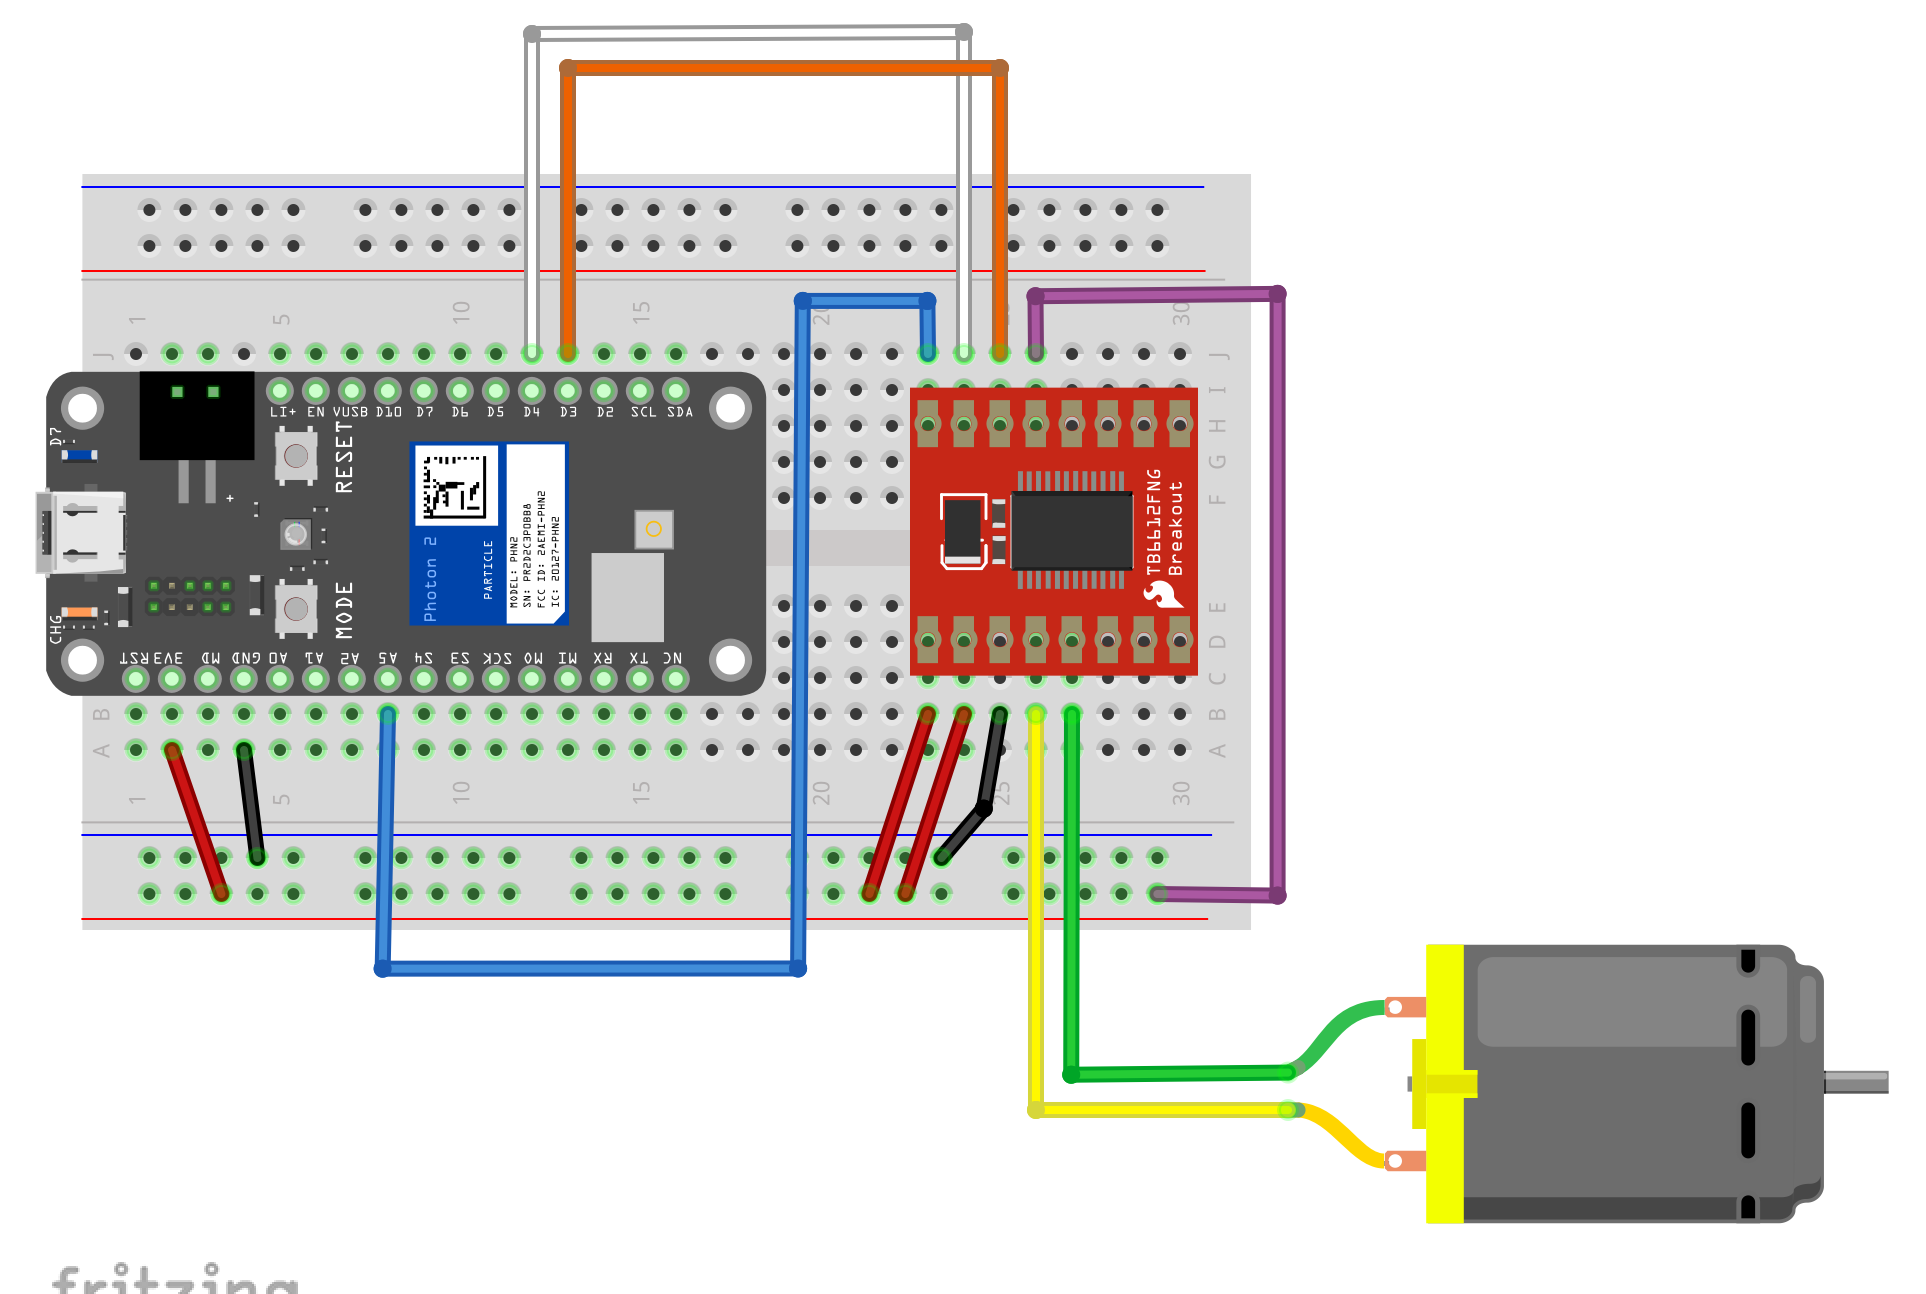 1 5 10 15 20 25 30
J J
I
LI+ EN VUSB D10 D7 D6 D5 D4 D3 D2 SCL SDA
H
G
F
D7
RESET
+
Photon 2
PARTICLE
MODEL: PHN2
FCC ID: 2AEMI-PHN2
IC: 20127-PHN2
TB6612FNG
Breakout
MODE
CHG
E
D
RST 3V3 MD GND A0 A1 A2 A5 S4 S3 SCK MO MI RX TX NC
C
B B
A A
1 5 10 15 20 25 30
fritzing